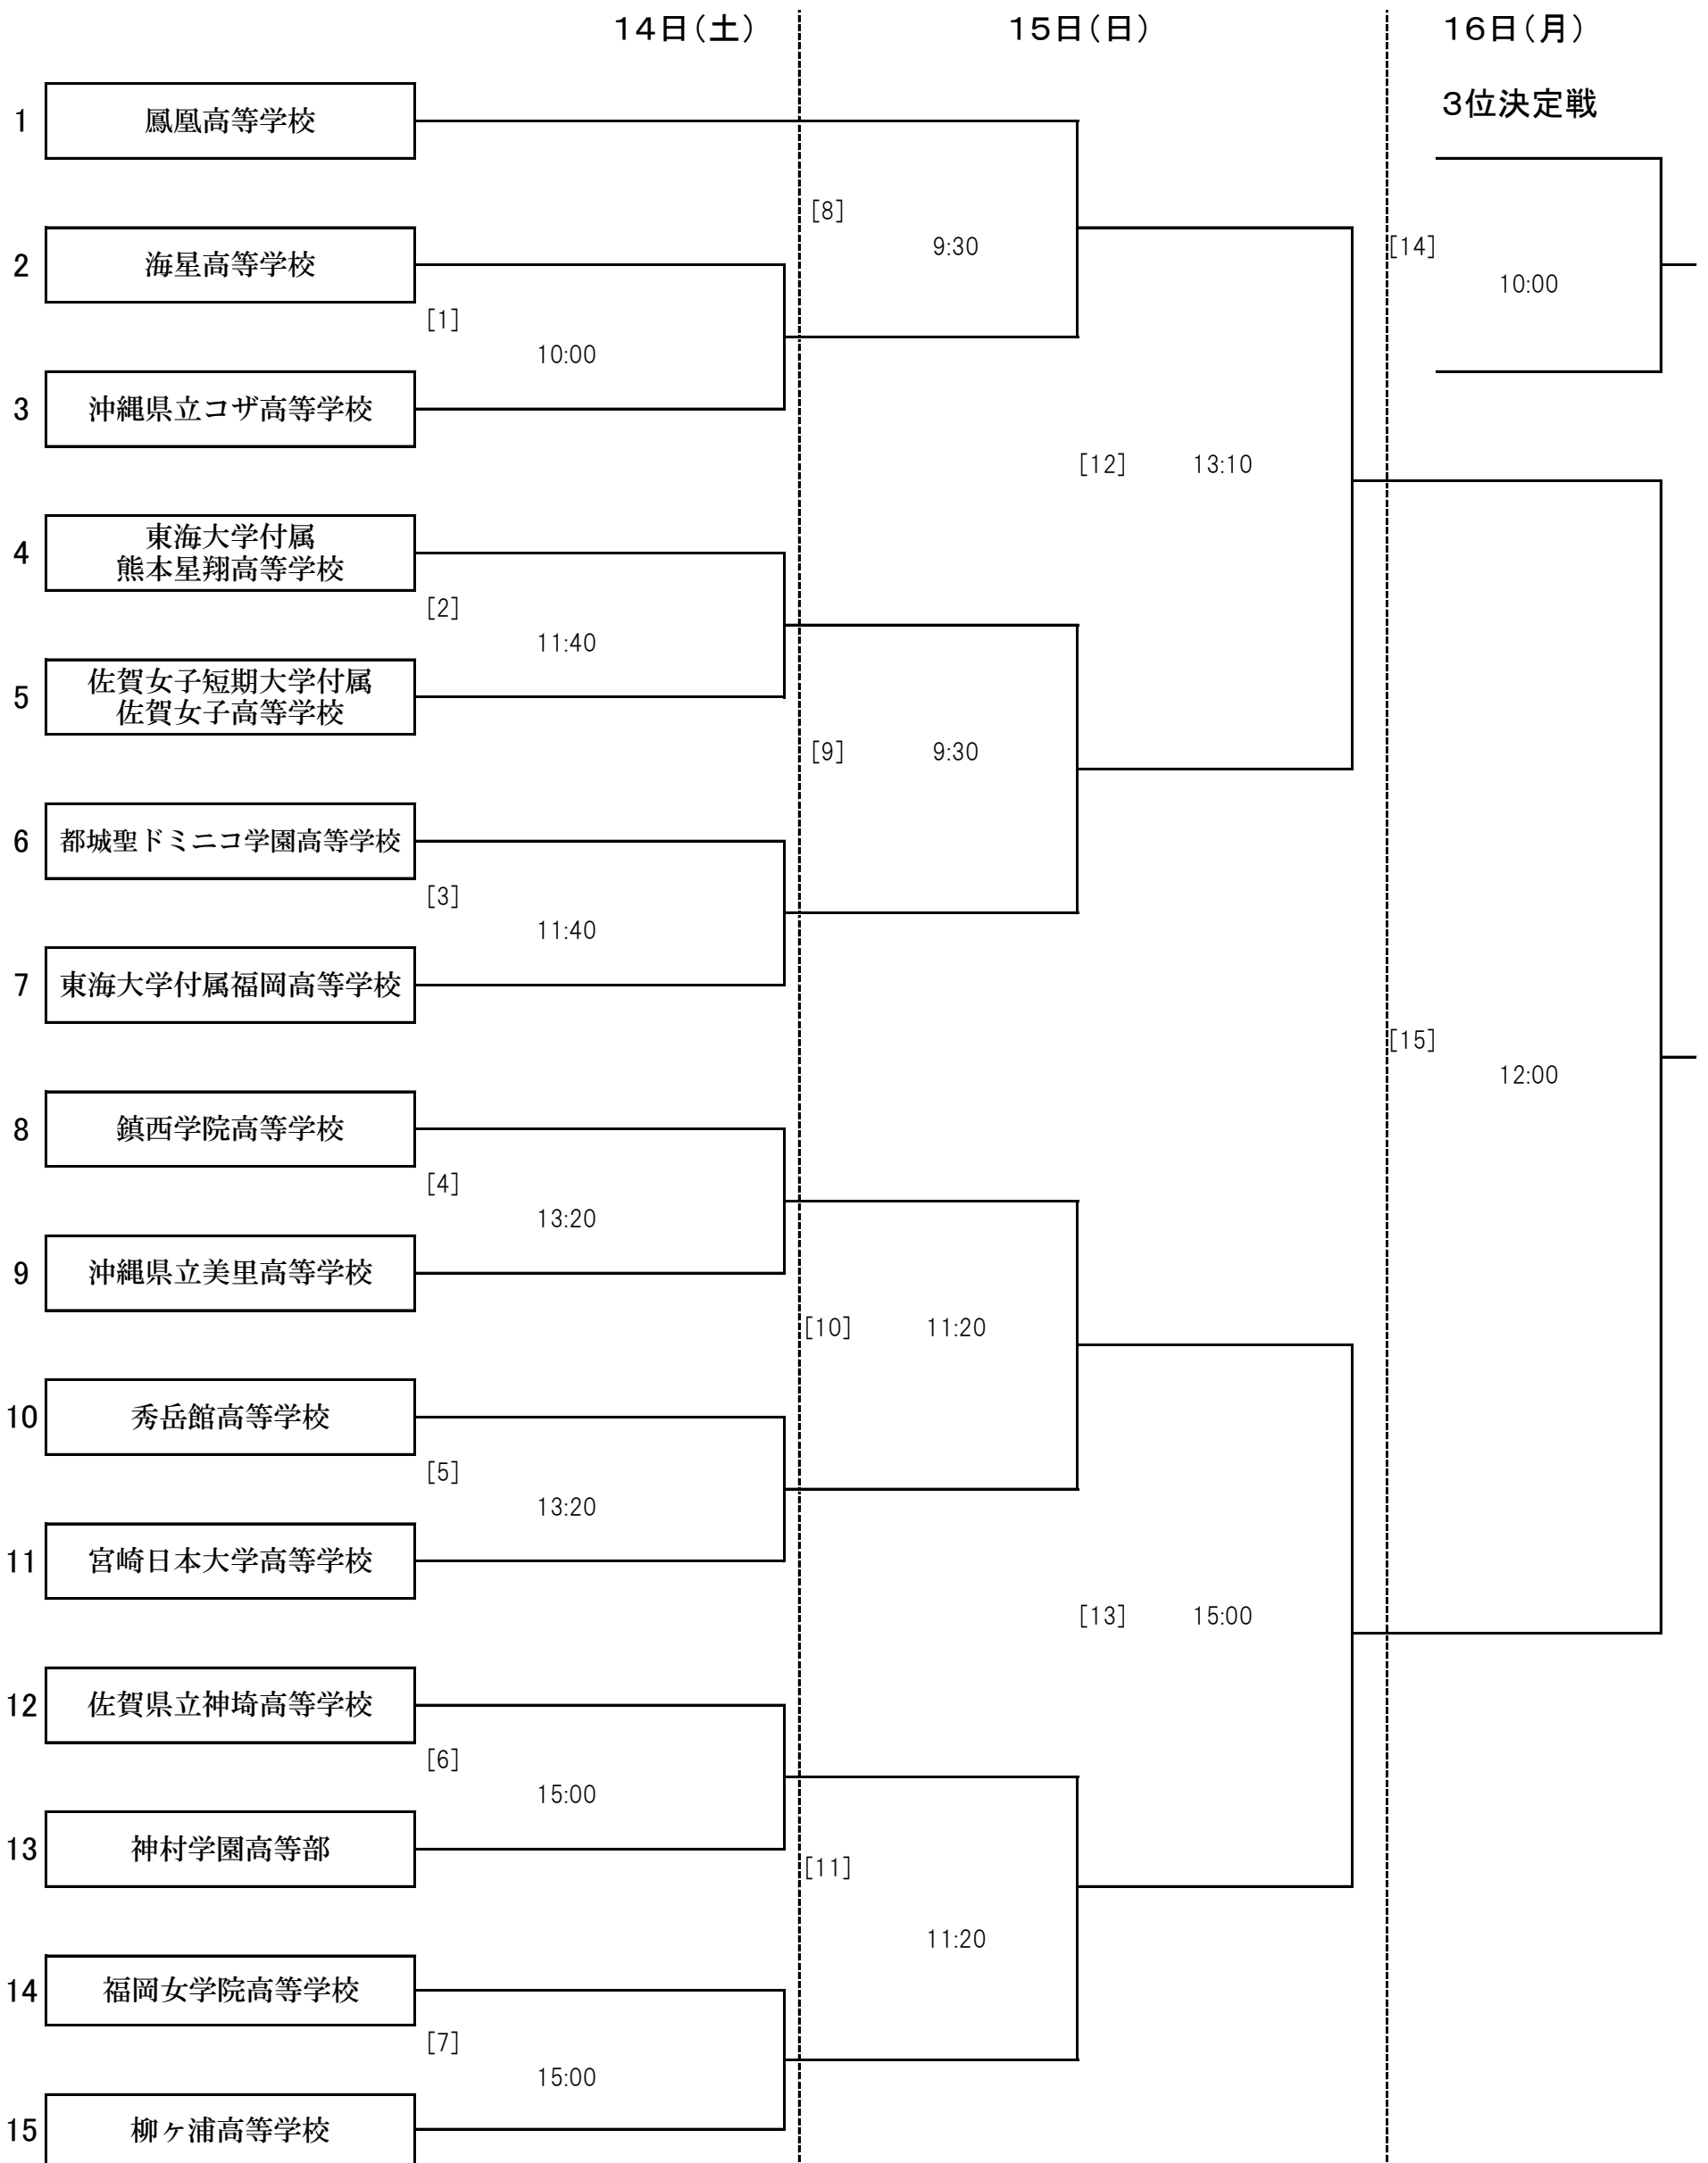 14日(土)
15日(日)
16日(月)
3位決定戦
1
鳳凰高等学校
[8]
9:30
2
海星高等学校
[14]
10:00
[1]
10:00
3
沖縄県立コザ高等学校
[12]
13:10
4
東海大学付属
熊本星翔高等学校
[2]
11:40
5
佐賀女子短期大学付属
佐賀女子高等学校
[9]
9:30
6
都城聖ドミニコ学園高等学校
[3]
11:40
7
東海大学付属福岡高等学校
[15]
12:00
8
鎮西学院高等学校
[4]
13:20
9
沖縄県立美里高等学校
[10]
11:20
10
秀岳館高等学校
[5]
13:20
11
宮崎日本大学高等学校
[13]
15:00
12
佐賀県立神埼高等学校
[6]
15:00
13
神村学園高等部
[11]
11:20
14
福岡女学院高等学校
[7]
15:00
15
柳ヶ浦高等学校